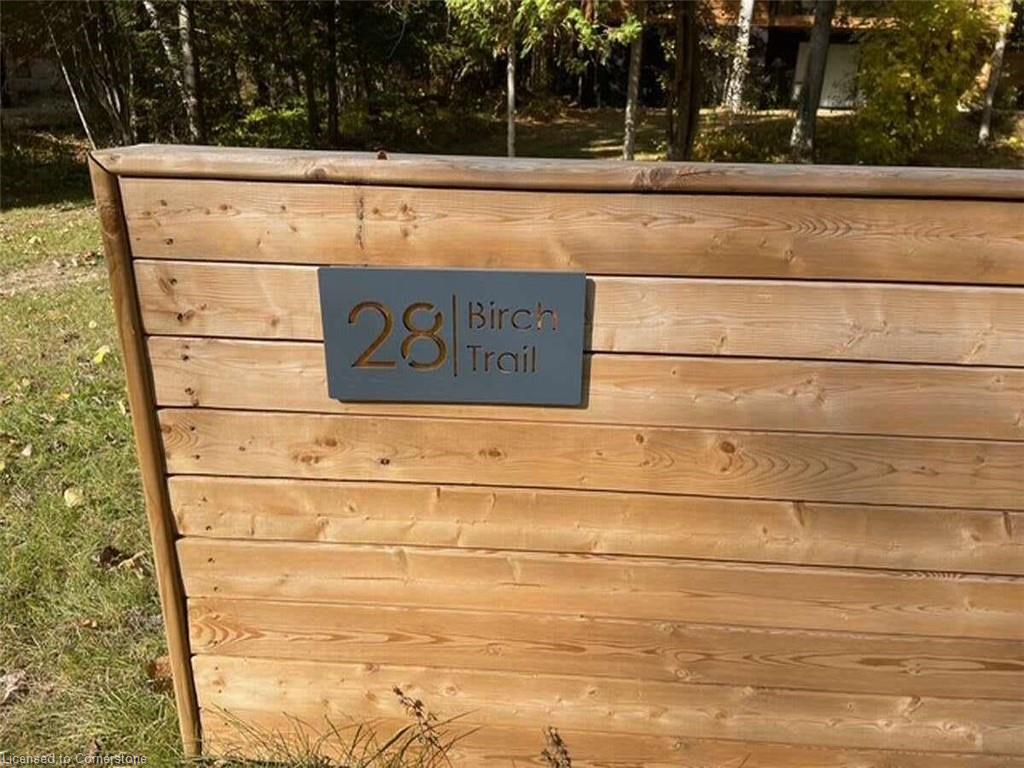 28
Birch
Trail
Licensed to Cornerstone